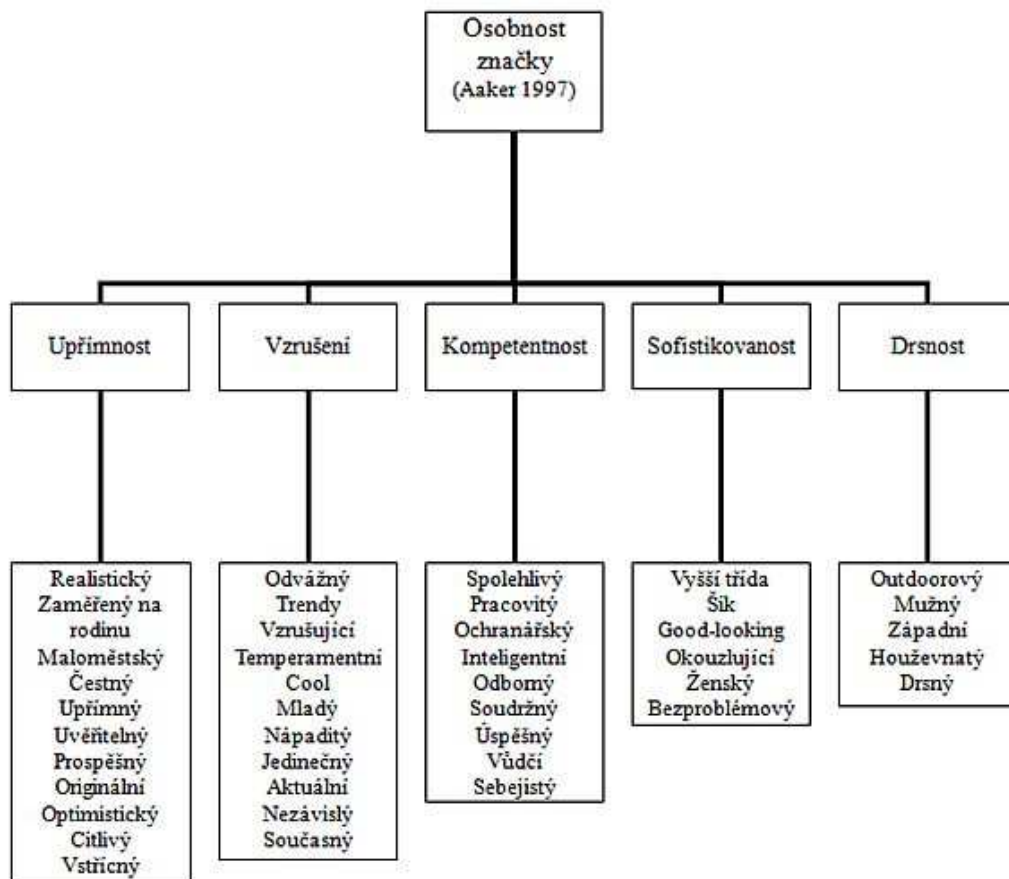 Osobnost
značky
(Aaker 1997)
Upřímnost
Vzrušení
Kompetentnost
Sofistikovanost
Drsnost
Realistický
Zaměřený na
rodinu
Maloměstský
Čestný
Upřímný
Uvěřitelný
Prospěšný
Originální
Optimistický
Citlivý
Vstřícný
Odvážný
Trendy
Vzrušující
Temperamentní
Cool
Mladý
Nápaditý
Jedinečný
Aktuální
Nezávislý
Současný
Spolehlivý
Pracovitý
Ochranářský
Inteligentní
Odborný
Soudržný
Úspěšný
Vůdčí
Sebejistý
Vyšší třída
Šik
Good-looking
Okouzlující
Ženský
Bezproblémový
Outdoorový
Mužný
Západní
Houževnatý
Drsný